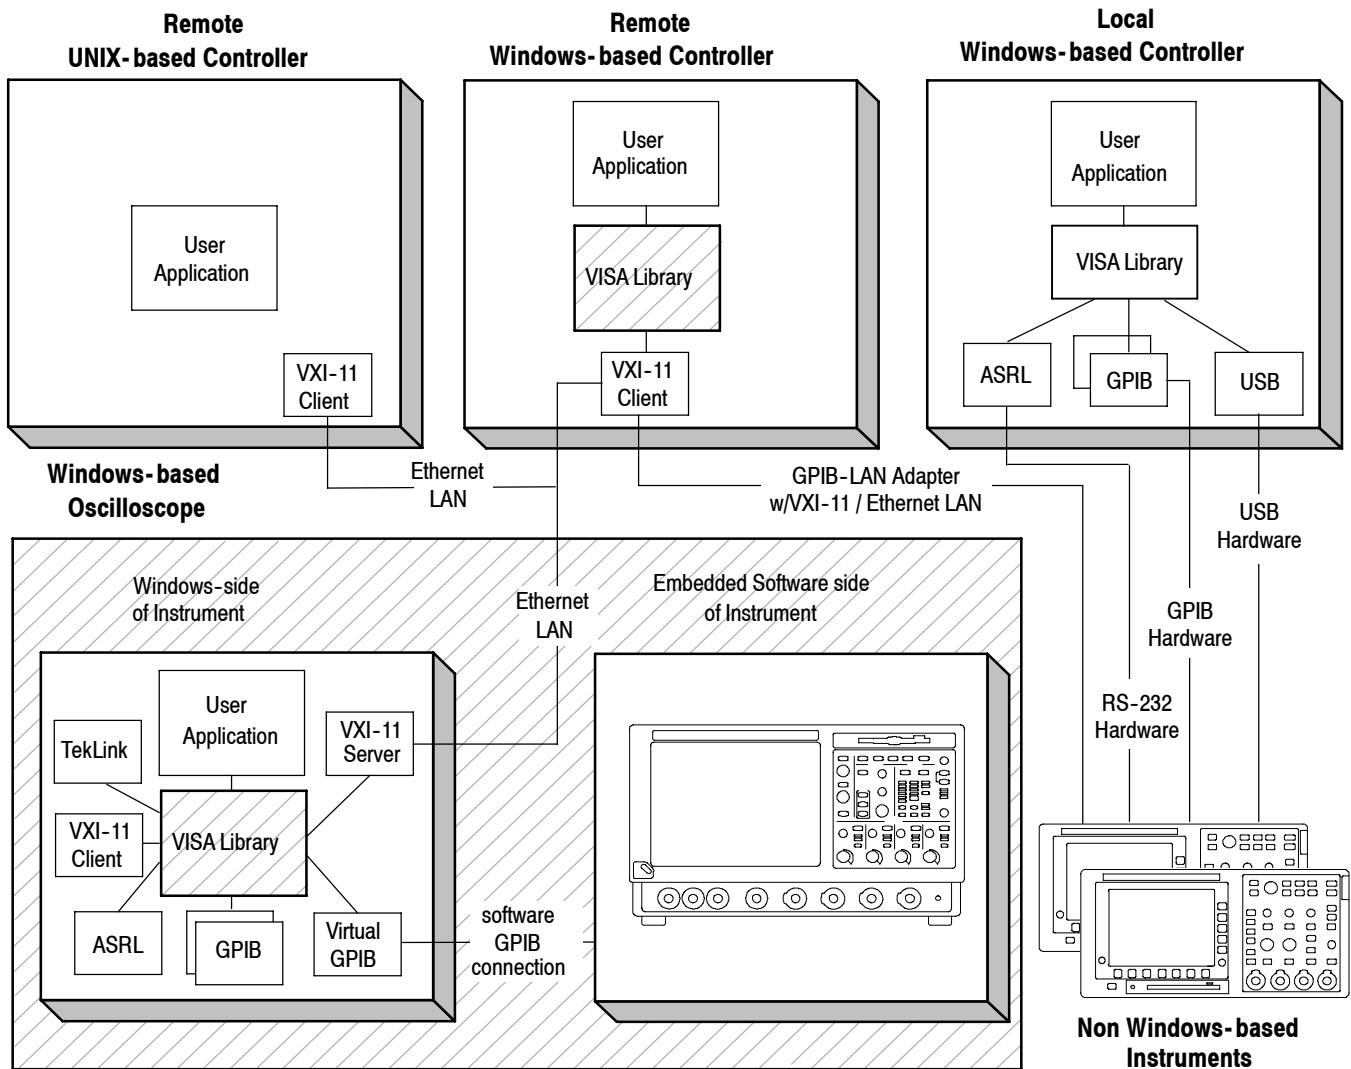 Remote
UNIX-based Controller
Remote
Windows-based Controller
Local
Windows-based Controller
User
Application
VXI-11
Client
User
Application
VISA Library
VXI-11
Client
User
Application
VISA Library
ASRL
GPIB
USB
Ethernet
LAN
GPIB-LAN Adapter
w/VXI-11 / Ethernet LAN
USB
Hardware
GPIB
Hardware
RS-232
Hardware
Windows-based
Oscilloscope
Windows-side
of Instrument
Ethernet
LAN
Embedded Software side
of Instrument
User
Application
TekLink
VXI-11
Server
VXI-11
Client
VISA Library
ASRL
GPIB
Virtual
GPIB
software
GPIB
connection
Non Windows-based
Instruments